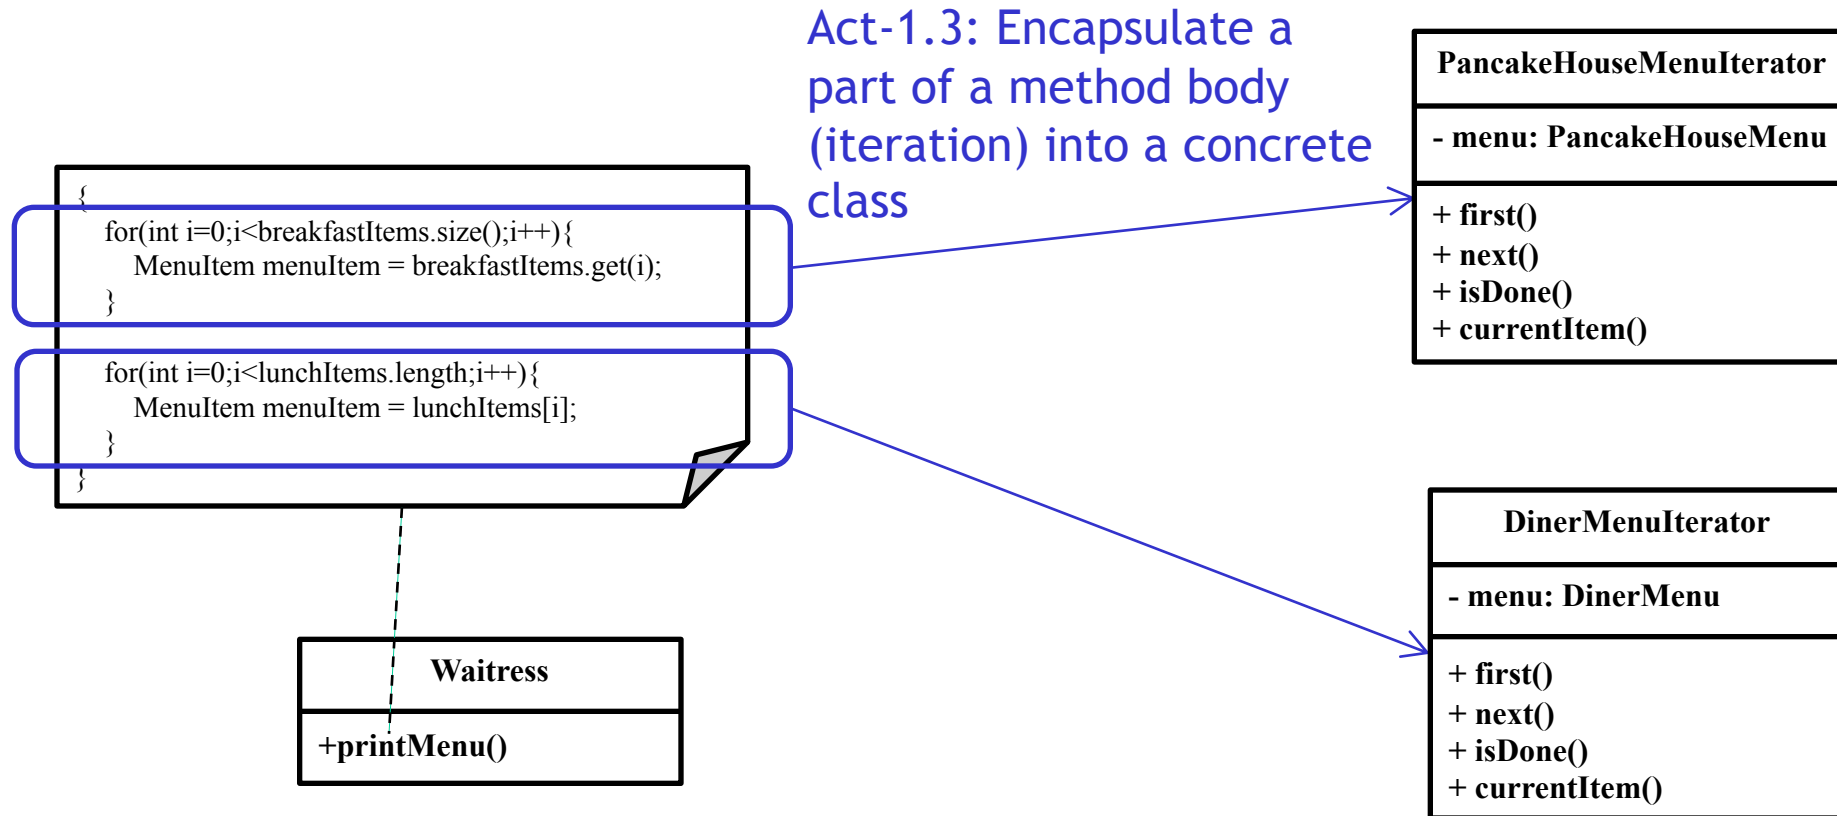 Act-1.3: Encapsulate a
part of a method body
(iteration) into a concrete
class
{
for(int i=0;i<breakfastItems.size();i++){
MenuItem menuItem = breakfastItems.get(i);
}
for(int i=0;i<lunchItems.length;i++){
MenuItem menuItem = lunchItems[i];
}
}
Waitress
+printMenu()
PancakeHouseMenuIterator
- menu: PancakeHouseMenu
+ first()
+ next()
+ isDone()
+ currentItem()
DinerMenuIterator
- menu: DinerMenu
+ first()
+ next()
+ isDone()
+ currentItem()